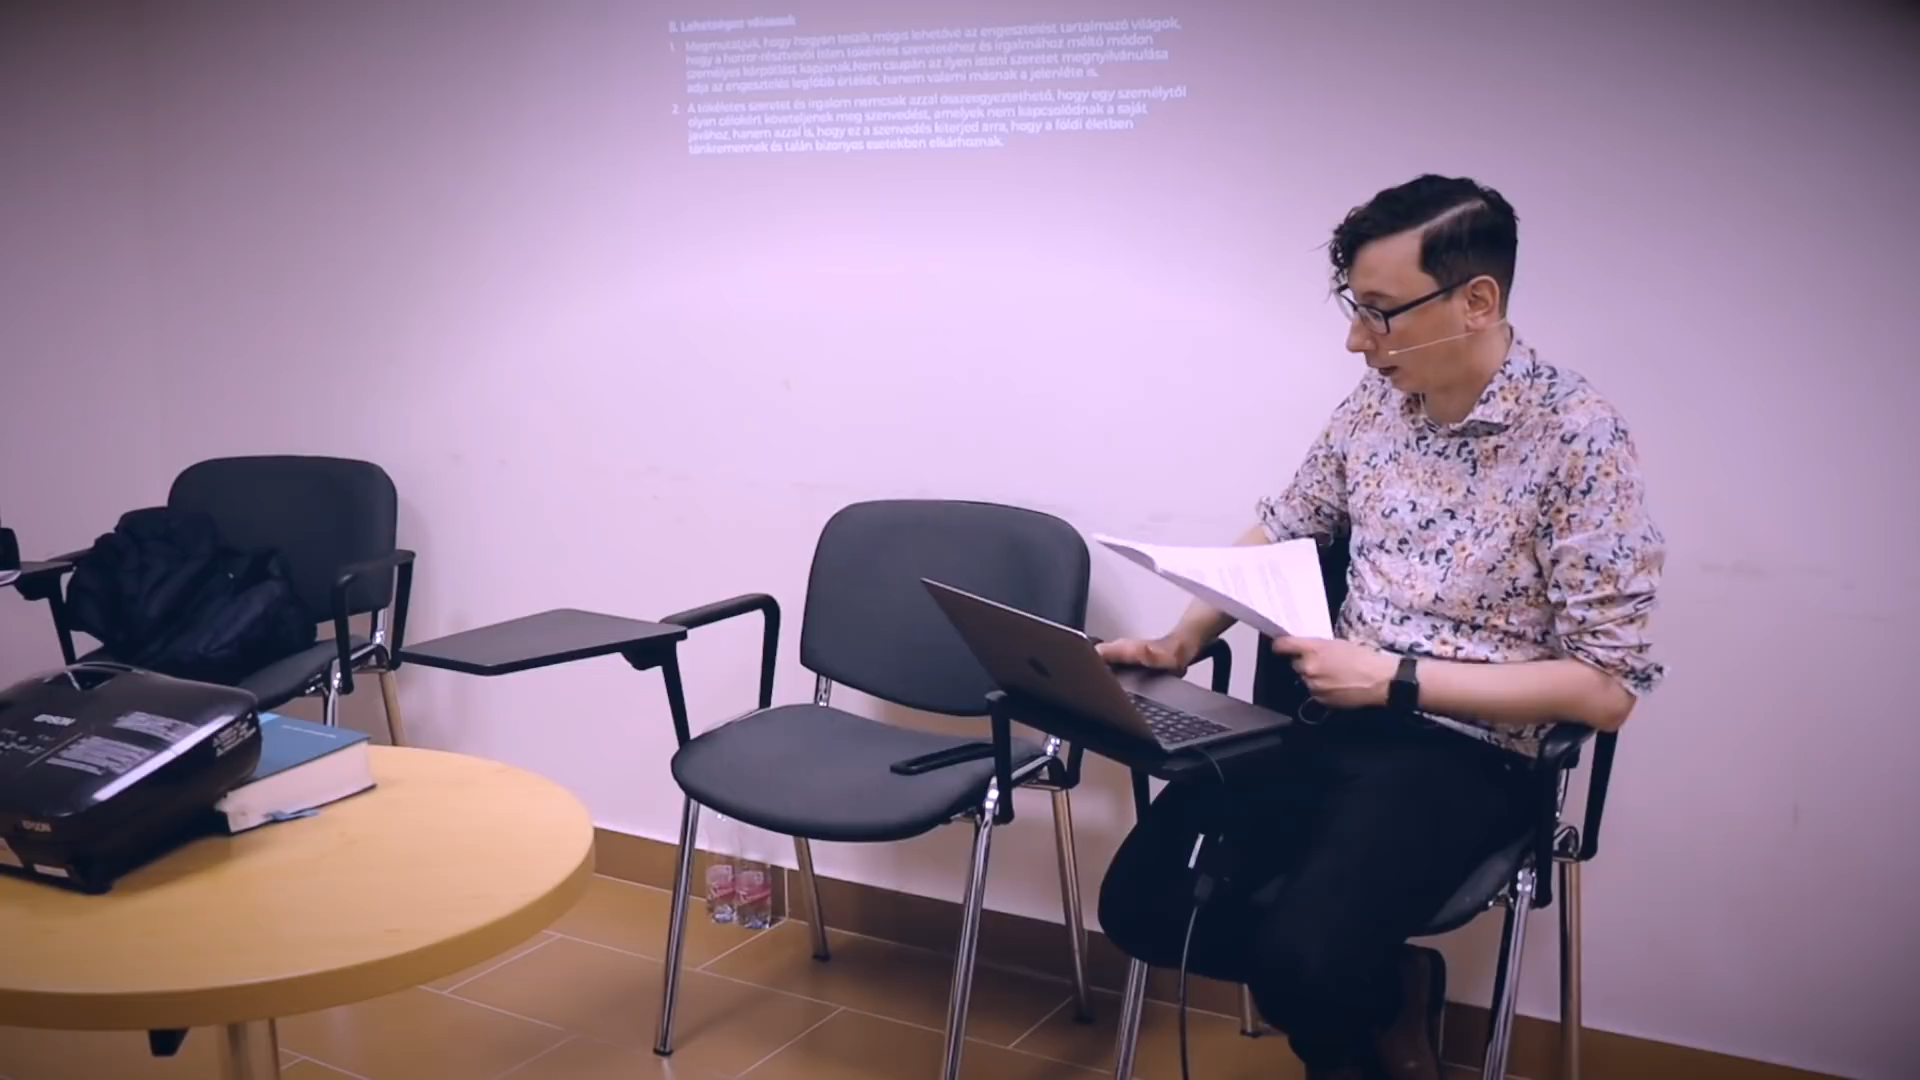 II. Lehetséges válaszok
1. Megmutatjuk, hogy hogyan teszik mégis lehetővé az engesztelést tartalmazó világok,
hogy a horror-résztvevői Isten tökéletes szeretetéhez és irgalmához méltó módon
személyes kárpótlást kapjanak.Nem csupán az ilyen isteni szeretet megnyilvánulása
adja az engesztelés legfőbb értékét, hanem valami másnak a jelenléte is.
2. A tökéletes szeretet és irgalom nemcsak azzal összeegyeztethető, hogy egy személytől
olyan célokért követeljenek meg szenvedést, amelyek nem kapcsolódnak a saját
javához, hanem azzal is, hogy ez a szenvedés kiterjed arra, hogy a földi életben
tönkremennek és talán bizonyos esetekben elkárhoznak.
EPSON
EPSON